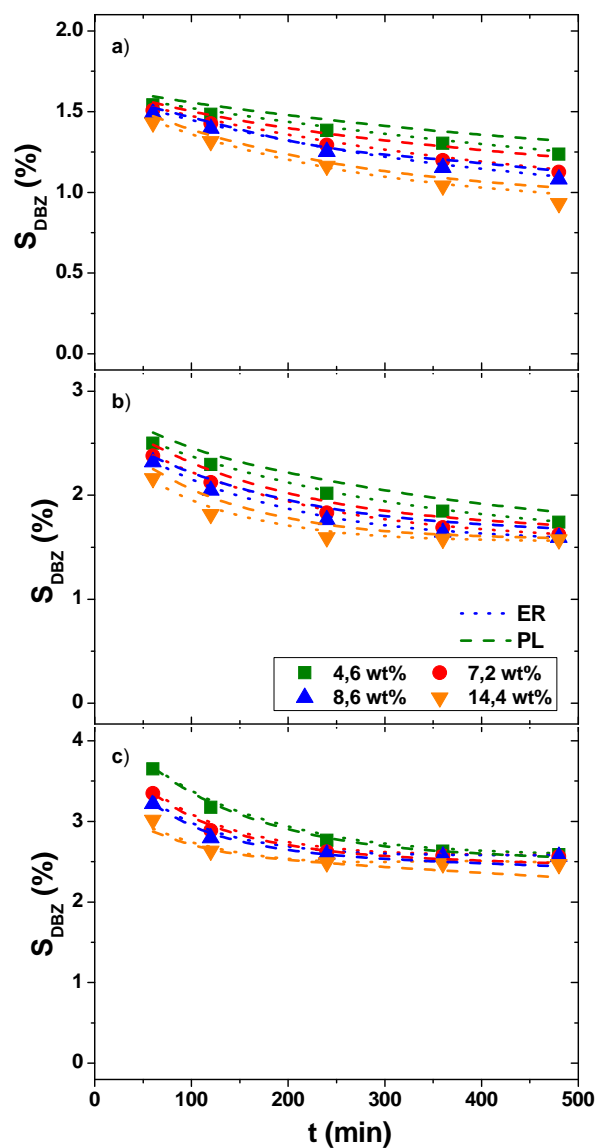 a)
2.0
1.5
1.0
0.5
0.0
S_DBZ (%)
b)
3
2
1
0
S_DBZ (%)
ER
PL
4,6 wt% 7,2 wt%
8,6 wt% 14,4 wt%
c)
4
3
2
1
0
S_DBZ (%)
0 100 200 300 400 500
t (min)